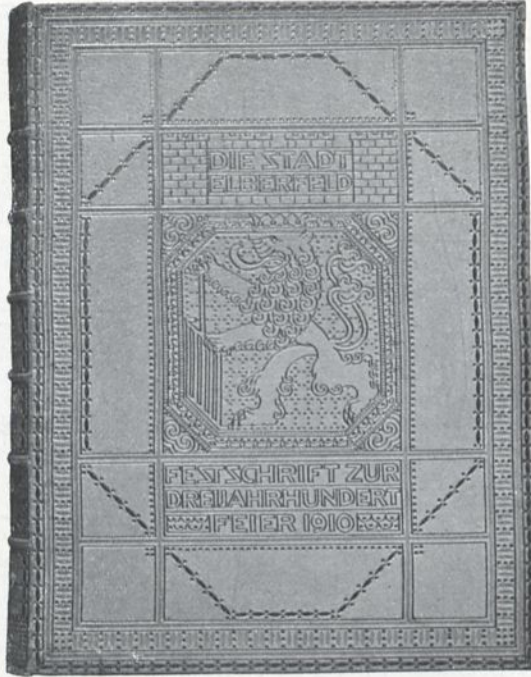 DIE STADT
ELBERFELD
FESTSCHRIFT ZUR
DREIJAHRHUNDERT
FEIER 1910